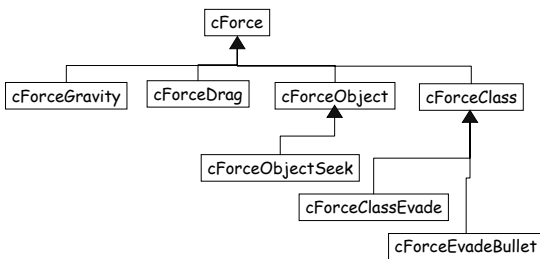 cForce
cForceGravity
cForceDrag
cForceObject
cForceClass
cForceObjectSeek
cForceClassEvade
cForceEvadeBullet